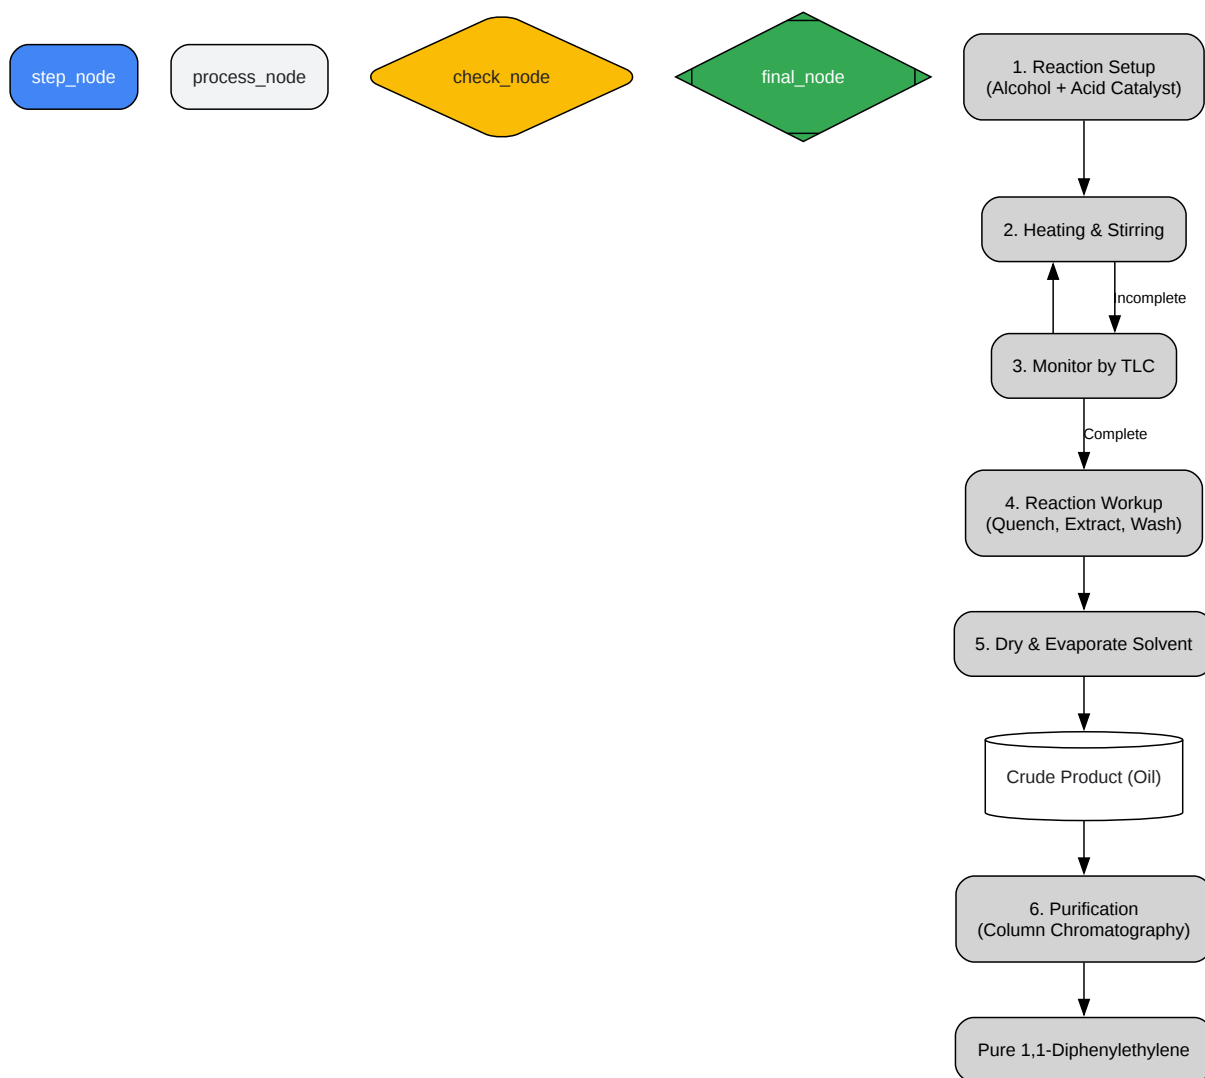 step_node
process_node
check_node
final_node
1. Reaction Setup
(Alcohol + Acid Catalyst)
2. Heating & Stirring
Incomplete
3. Monitor by TLC
Complete
4. Reaction Workup
(Quench, Extract, Wash)
5. Dry & Evaporate Solvent
Crude Product (Oil)
6. Purification
(Column Chromatography)
Pure 1,1-Diphenylethylene